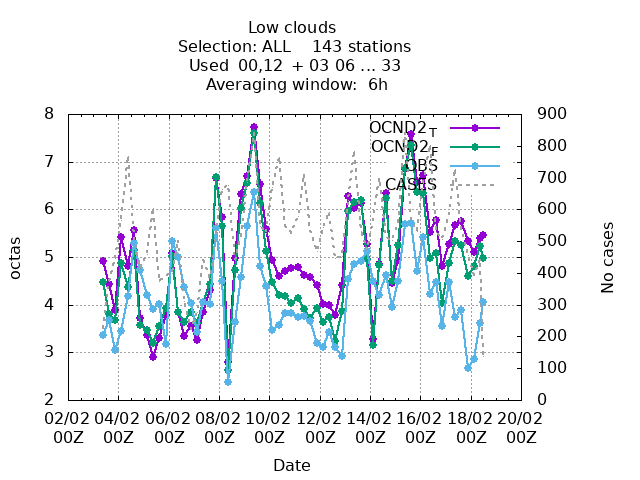 Low clouds
Selection: ALL    143 stations
Used  00,12  + 03 06 ... 33
Averaging window:  6h
8
7
6
5
4
3
2
octas
900
800
700
600
500
400
300
200
100
0
No cases
OCND2T
OCND2F
OBS
CASES
02/02 04/02 06/02 08/02 10/02 12/02 14/02 16/02 18/02 20/02
00Z 00Z 00Z 00Z 00Z 00Z 00Z 00Z 00Z 00Z
Date